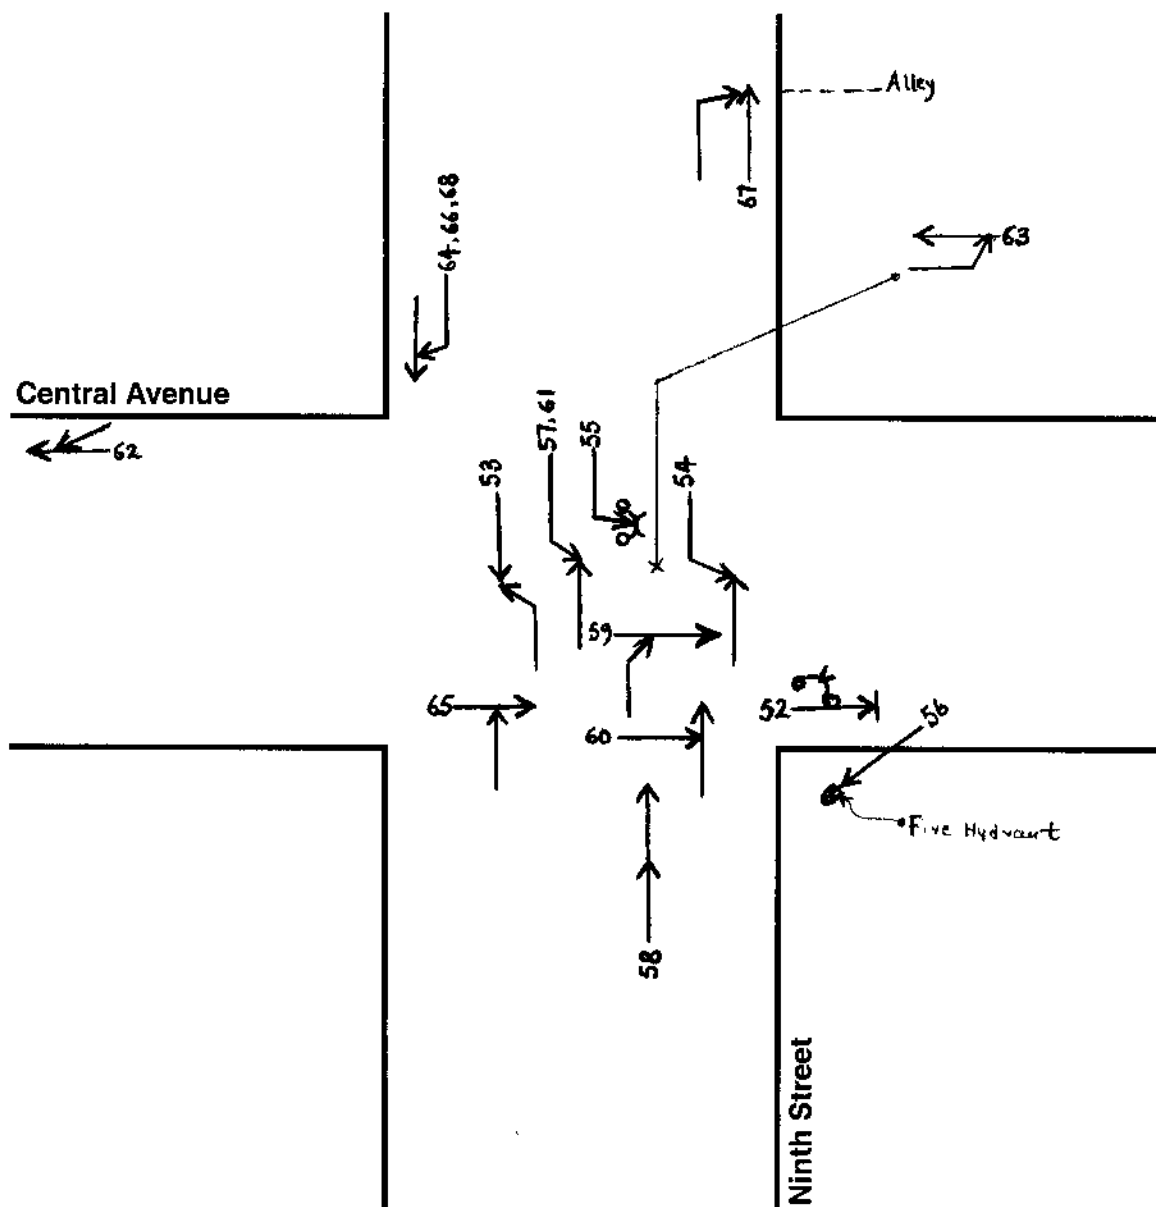 Alley
67
64, 66, 68
63
Central Avenue
57, 61
55
62
53
54
59
65
52
60
56
Fire Hydrant
58
Ninth Street